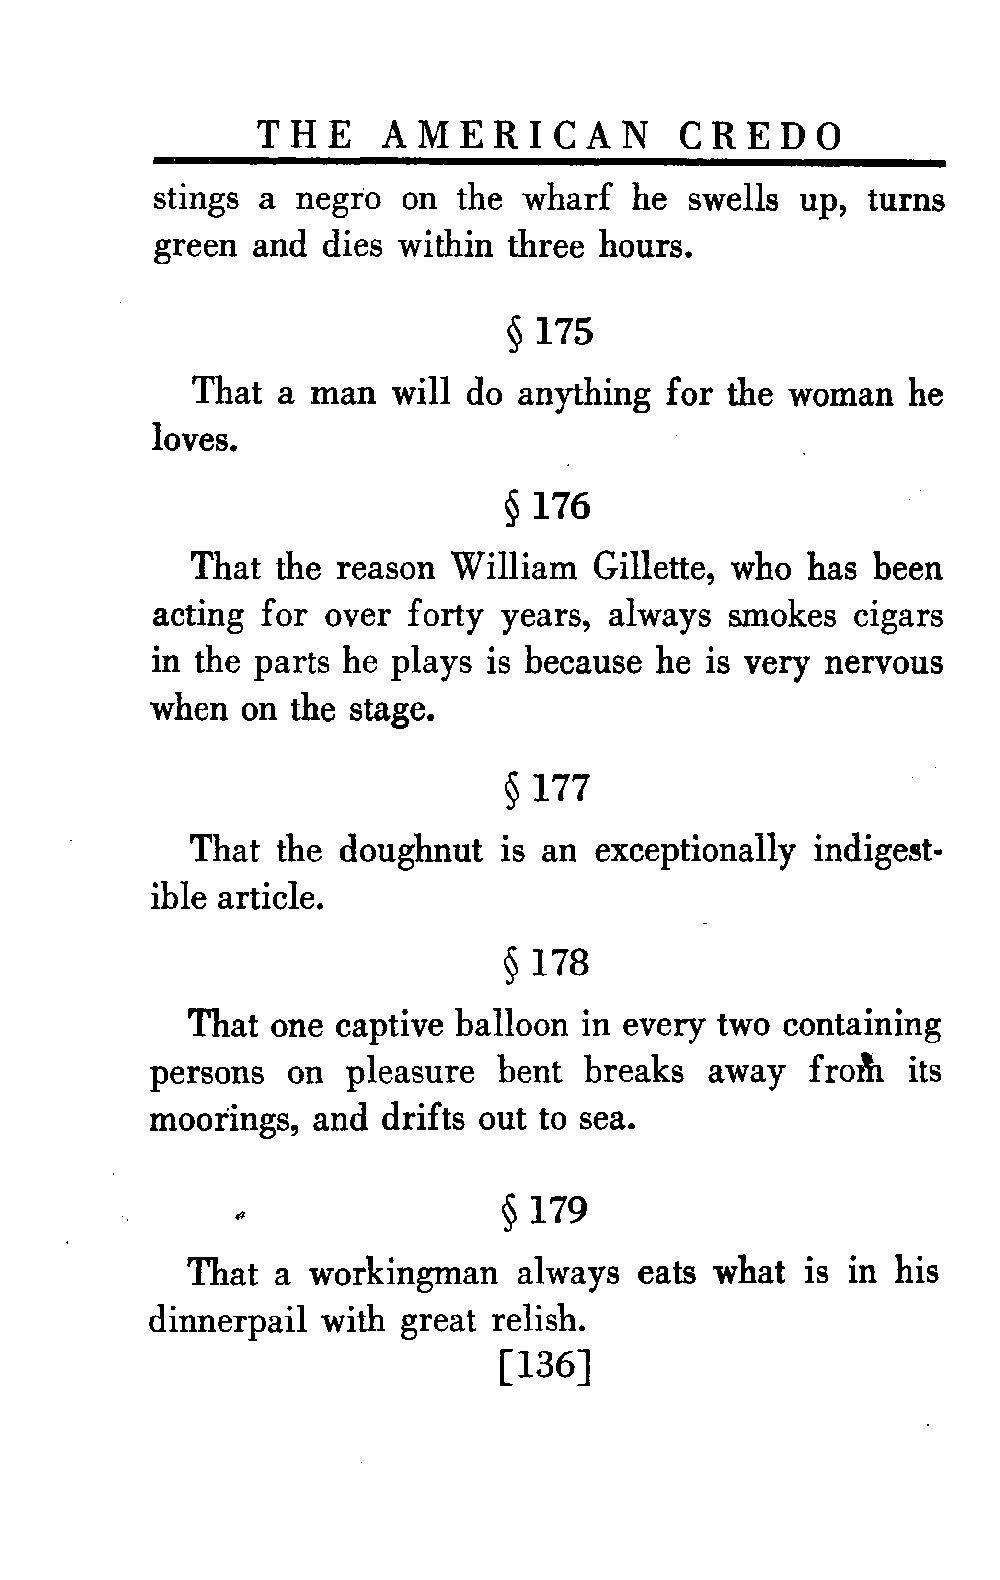 THE AMERICAN CREDO
stings a negro on the wharf he swells up, turns
green and dies within three hours.
§ 175
That a man will do anything for the woman he
loves.
§ 176
That the reason William Gillette, who has been
acting for over forty years, always smokes cigars
in the parts he plays is because he is very nervous
when on the stage.
§ 177
That the doughnut is an exceptionally indigest-
ible article.
§ 178
That one captive balloon in every two containing
persons on pleasure bent breaks away from its
moorings, and drifts out to sea.
§ 179
That a workingman always eats what is in his
dinnerpail with great relish.
[136]